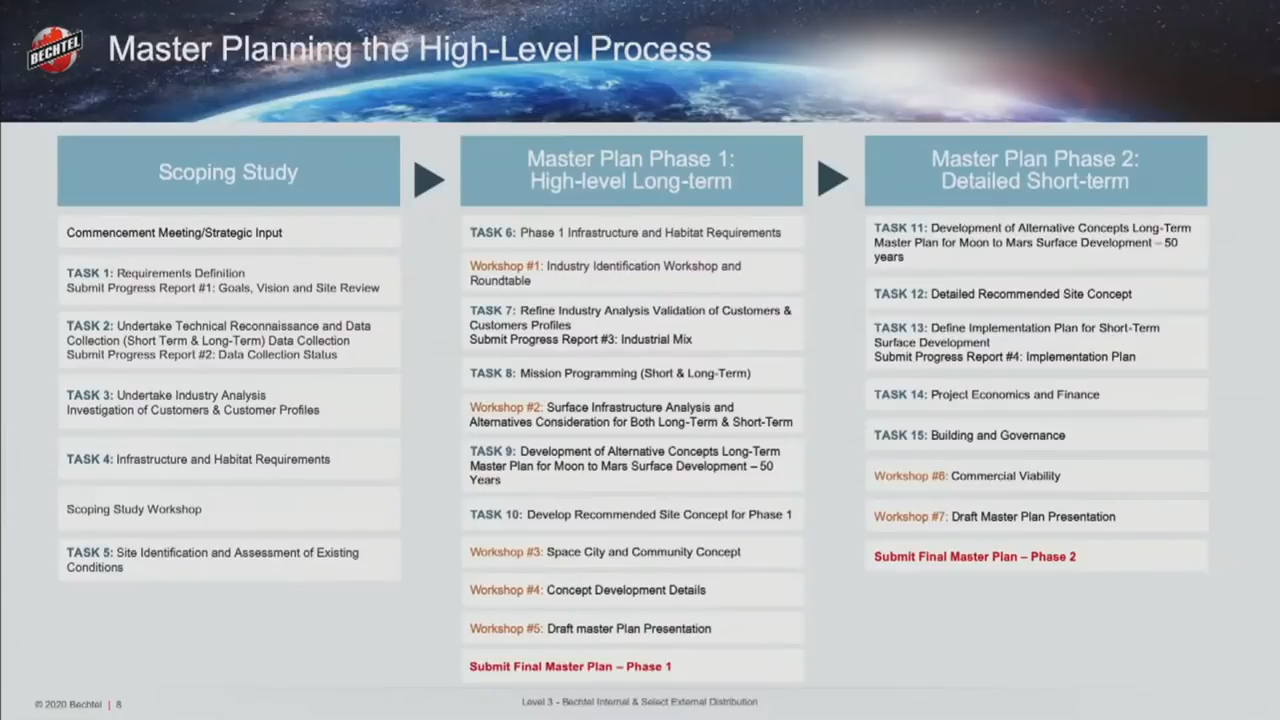 BECHTEL
Master Planning the High-Level Process
Scoping Study
Commencement Meeting/Strategic Input
TASK 1: Requirements Definition
Submit Progress Report #1: Goals, Vision and Site Review
TASK 2: Undertake Technical Reconnaissance and Data
Collection (Short Term & Long-Term) Data Collection
Submit Progress Report #2: Data Collection Status
TASK 3: Undertake Industry Analysis
Investigation of Customers & Customer Profiles
TASK 4: Infrastructure and Habitat Requirements
Scoping Study Workshop
TASK 5: Site Identification and Assessment of Existing
Conditions
Master Plan Phase 1:
High-level Long-term
TASK 6: Phase 1 Infrastructure and Habitat Requirements
Workshop #1: Industry Identification Workshop and
Roundtable
TASK 7: Refine Industry Analysis Validation of Customers &
Customers Profiles
Submit Progress Report #3: Industrial Mix
TASK 8: Mission Programming (Short & Long-Term)
Workshop #2: Surface Infrastructure Analysis and
Alternatives Consideration for Both Long-Term & Short-Term
TASK 9: Development of Alternative Concepts Long-Term
Master Plan for Moon to Mars Surface Development – 50
Years
TASK 10: Develop Recommended Site Concept for Phase 1
Workshop #3: Space City and Community Concept
Workshop #4: Concept Development Details
Workshop #5: Draft master Plan Presentation
Submit Final Master Plan – Phase 1
Master Plan Phase 2:
Detailed Short-term
TASK 11: Development of Alternative Concepts Long-Term
Master Plan for Moon to Mars Surface Development – 50
years
TASK 12: Detailed Recommended Site Concept
TASK 13: Define Implementation Plan for Short-Term
Surface Development
Submit Progress Report #4: Implementation Plan
TASK 14: Project Economics and Finance
TASK 15: Building and Governance
Workshop #6: Commercial Viability
Workshop #7: Draft Master Plan Presentation
Submit Final Master Plan – Phase 2
© 2020 Bechtel | 8
Level 3 - Bechtel Internal & Select External Distribution